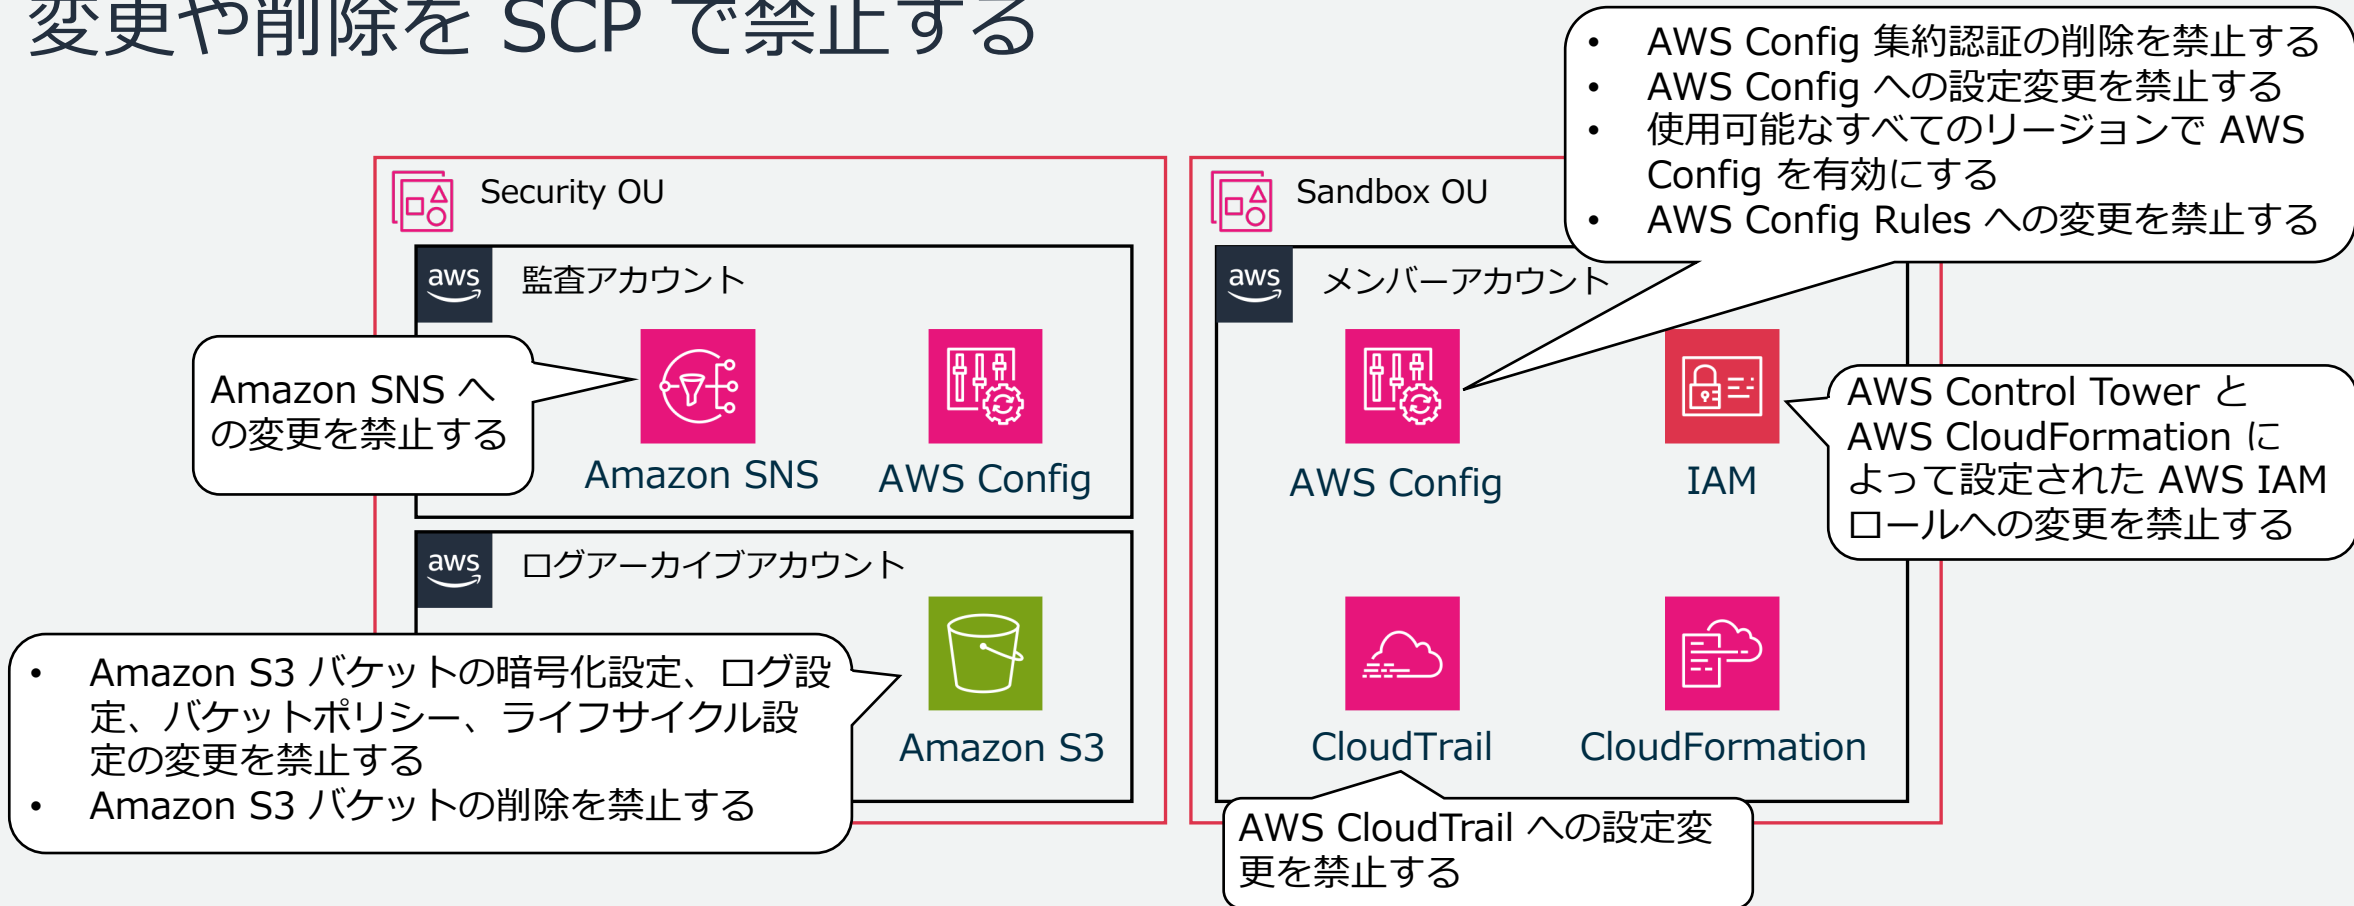 変更や削除を SCP で禁止する
• AWS Config 集約認証の削除を禁止する
• AWS Config への設定変更を禁止する
• 使用可能なすべてのリージョンで AWS
Config を有効にする
• AWS Config Rules への変更を禁止する
Security OU
aws
監査アカウント
Amazon SNS へ
の変更を禁止する
Amazon SNS
AWS Config
aws
ログアーカイブアカウント
• Amazon S3 バケットの暗号化設定、ログ設
定、バケットポリシー、ライフサイクル設
定の変更を禁止する
• Amazon S3 バケットの削除を禁止する
Amazon S3
Sandbox OU
aws
メンバーアカウント
AWS Config
IAM
AWS Control Tower と
AWS CloudFormation に
よって設定された AWS IAM
ロールへの変更を禁止する
CloudTrail
CloudFormation
AWS CloudTrail への設定変
更を禁止する